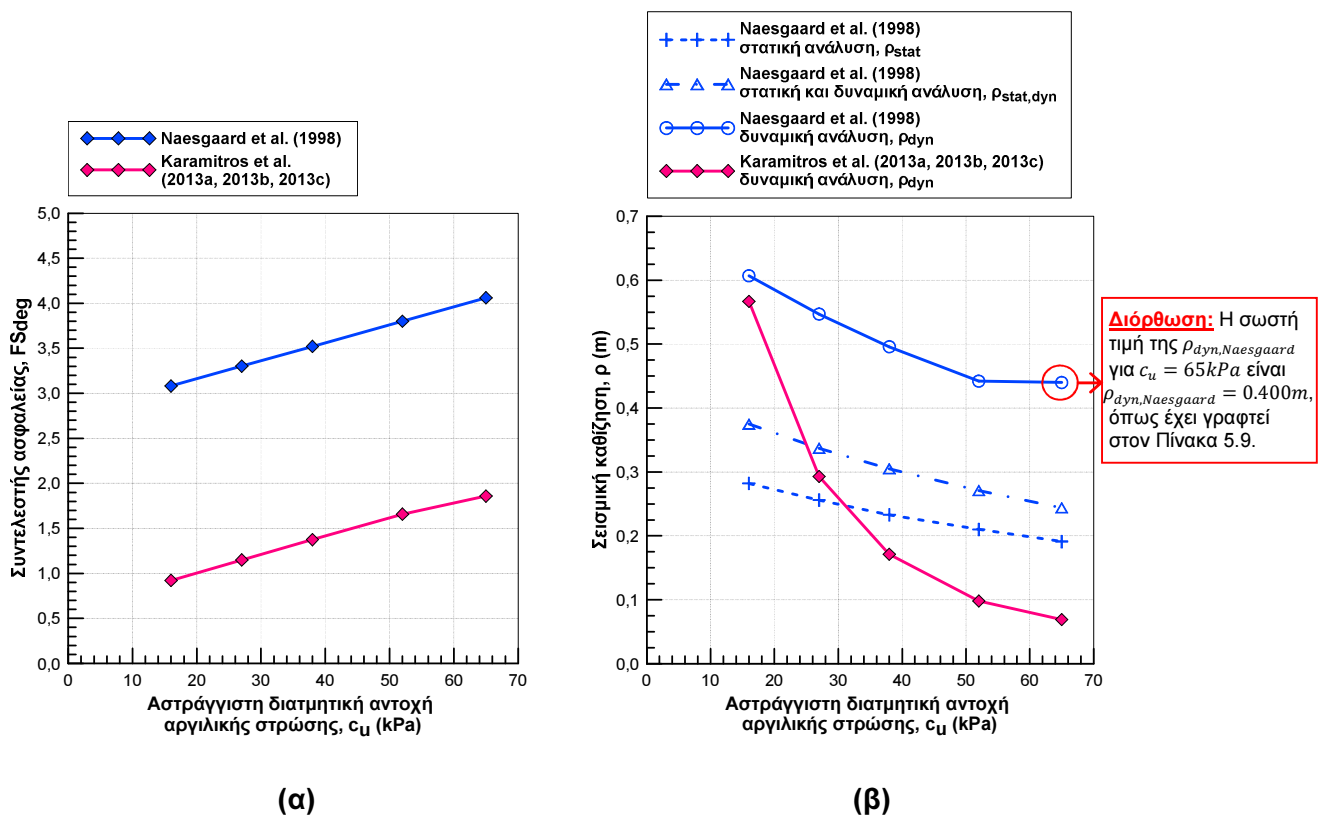 Naesgaard et al. (1998)
Karamitros et al.
(2013a, 2013b, 2013c)
Συντελεστής ασφαλείας, FSdeg
5,0
4,5
4,0
3,5
3,0
2,5
2,0
1,5
1,0
0,5
0,0
0 10 20 30 40 50 60 70
Αστράγγιστη διατμητική αντοχή
αργιλικής στρώσης, cu (kPa)
(α)
Naesgaard et al. (1998)
στατική ανάλυση, ρstat
Naesgaard et al. (1998)
στατική και δυναμική ανάλυση, ρstat,dyn
Naesgaard et al. (1998)
δυναμική ανάλυση, ρdyn
Karamitros et al. (2013a, 2013b, 2013c)
δυναμική ανάλυση, ρdyn
Σεισμική καθίζηση, ρ (m)
0,7
0,6
0,5
0,4
0,3
0,2
0,1
0,0
0 10 20 30 40 50 60 70
Αστράγγιστη διατμητική αντοχή
αργιλικής στρώσης, cu (kPa)
(β)
Διόρθωση: Η σωστή
τιμή της ρdyn,Naesgaard
για cu = 65kPa είναι
ρdyn,Naesgaard = 0.400m,
όπως έχει γραφτεί
στον Πίνακα 5.9.